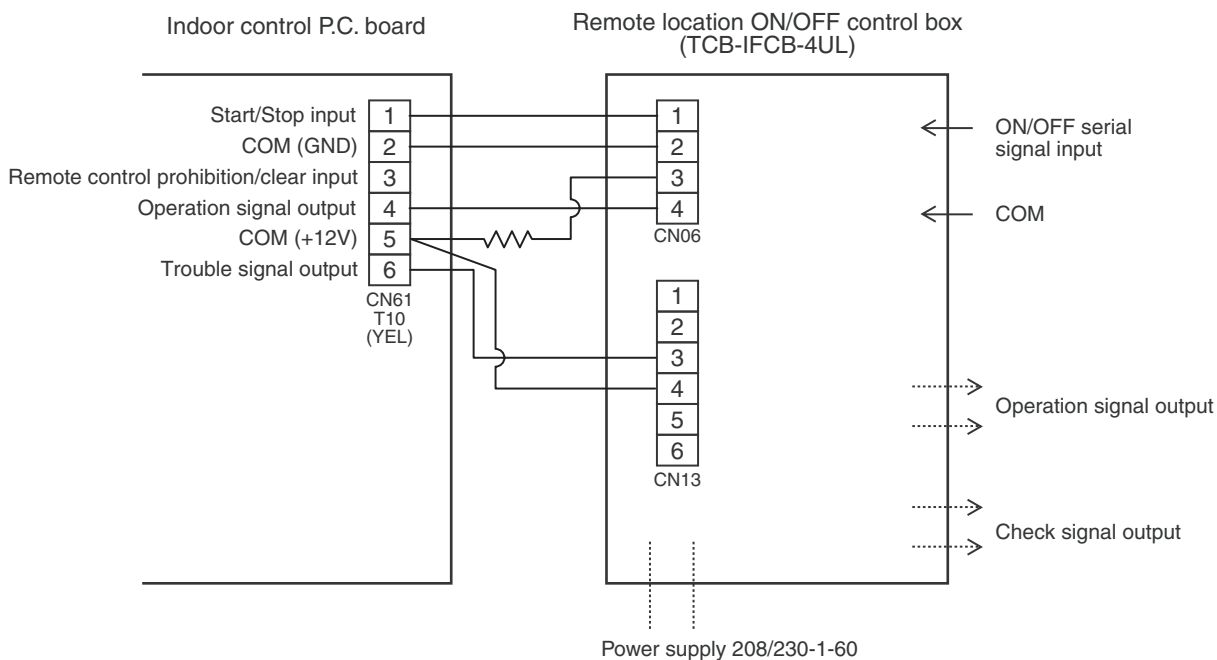 Indoor control P.C. board
Remote location ON/OFF control box
(TCB-IFCB-4UL)
Start/Stop input
COM (GND)
Remote control prohibition/clear input
Operation signal output
COM (+12V)
Trouble signal output
1
2
3
4
5
6
CN61
T10
(YEL)
1
2
3
4
CN06
1
2
3
4
5
6
CN13
ON/OFF serial
signal input
COM
Operation signal output
Check signal output
Power supply 208/230-1-60